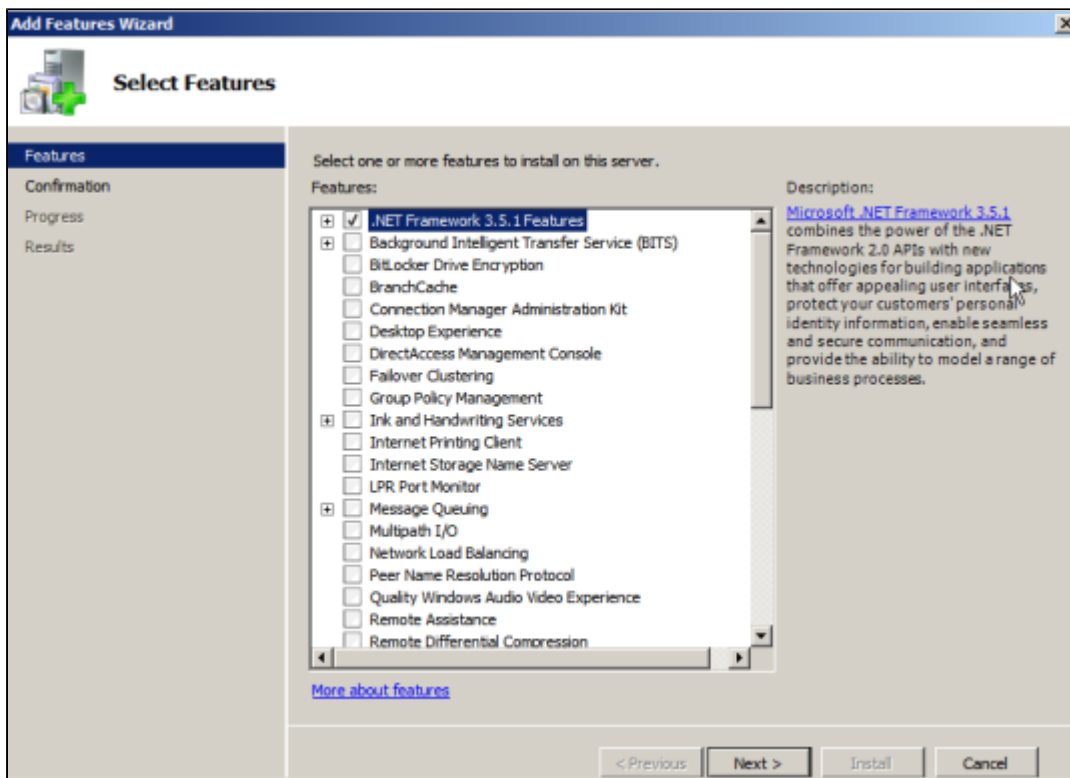 Add Features Wizard
Select Features
Features
Confirmation
Progress
Results
Select one or more features to install on this server.
Features:
.NET Framework 3.5.1 Features
Background Intelligent Transfer Service (BITS)
BitLocker Drive Encryption
BranchCache
Connection Manager Administration Kit
Desktop Experience
DirectAccess Management Console
Failover Clustering
Group Policy Management
Ink and Handwriting Services
Internet Printing Client
Internet Storage Name Server
LPR Port Monitor
Message Queuing
Multipath I/O
Network Load Balancing
Peer Name Resolution Protocol
Quality Windows Audio Video Experience
Remote Assistance
Remote Differential Compression
More about features
Description:
Microsoft .NET Framework 3.5.1
combines the power of the .NET
Framework 2.0 APIs with new
technologies for building applications
that offer appealing user interfaces,
protect your customers' personal
identity information, enable seamless
and secure communication, and
provide the ability to model a range of
business processes.
< Previous
Next >
Install
Cancel